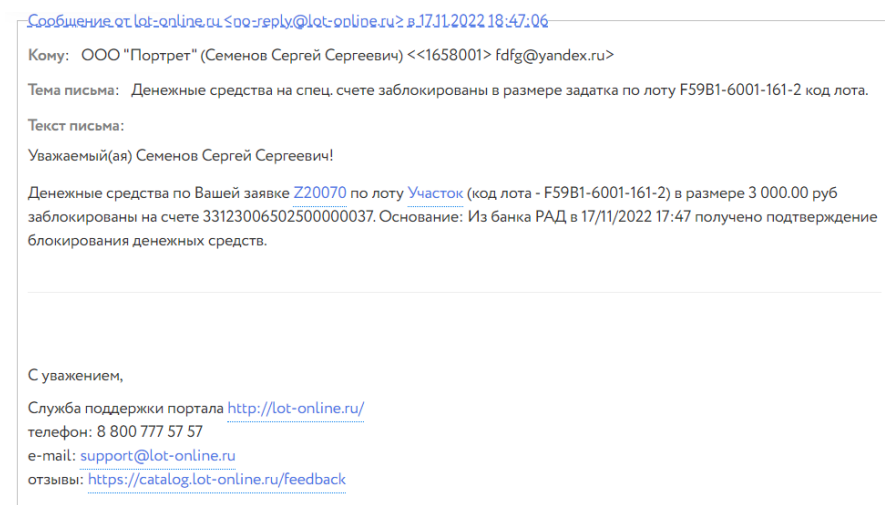 Сообщение от lot-online.ru <no-reply@lot-online.ru> в 17.11.2022 18:47:06
Кому: ООО "Портрет" (Семенов Сергей Сергеевич) <<1658001> fdfg@yandex.ru>
Тема письма: Денежные средства на спец. счете заблокированы в размере задатка по лоту F59B1-6001-161-2 код лота.
Текст письма:
Уважаемый(ая) Семенов Сергей Сергеевич!
Денежные средства по Вашей заявке Z20070 по лоту Участок (код лота - F59B1-6001-161-2) в размере 3 000.00 руб
заблокированы на счете 33123006502500000037. Основание: Из банка РАД в 17/11/2022 17:47 получено подтверждение
блокирования денежных средств.
С уважением,
Служба поддержки портала http://lot-online.ru/
телефон: 8 800 777 57 57
e-mail: support@lot-online.ru
отзывы: https://catalog.lot-online.ru/feedback